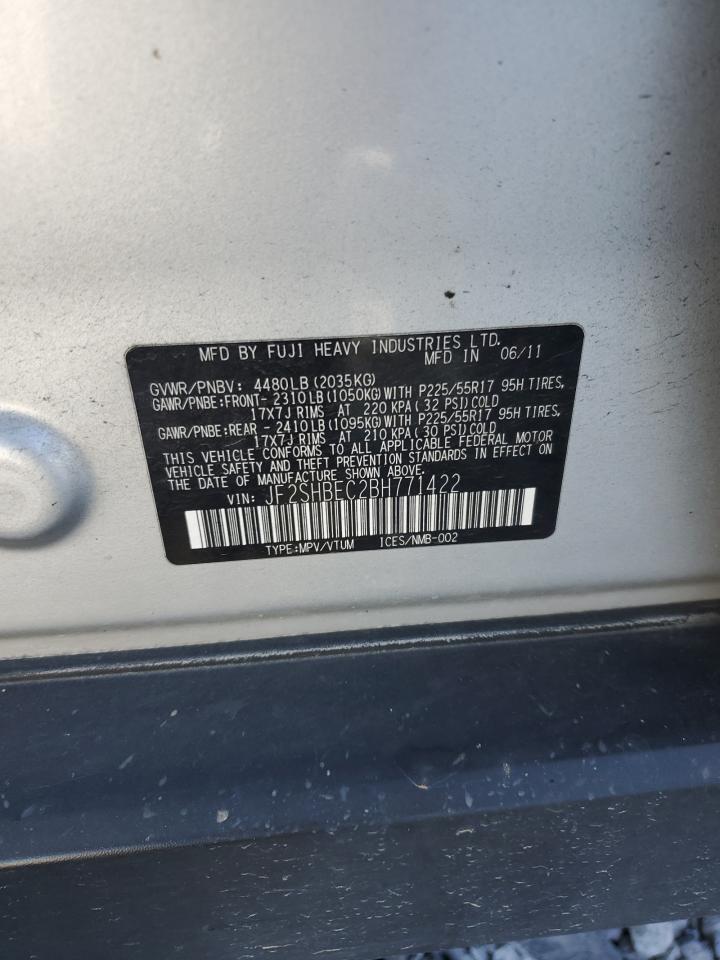 MFD BY FUJI HEAVY INDUSTRIES LTD.
MFD IN 06/11
GVWR/PNBV: 4480LB (2035KG)
GAWR/PNBE:FRONT- 2310LB(1050KG)WITH P225/55R17 95H TIRES,
17X7J RIMS AT 220 KPA (32 PSI)COLD
GAWR/PNBE:REAR - 2410LB(1095KG)WITH P225/55R17 95H TIRES,
17X7J RIMS AT 210 KPA (30 PSI)COLD
THIS VEHICLE CONFORMS TO ALL APPLICABLE FEDERAL MOTOR
VEHICLE SAFETY AND THEFT PREVENTION STANDARDS IN EFFECT ON
THE DATE OF MANUFACTURE SHOWN ABOVE.
VIN: JF2SHBEC2BH771422
TYPE:MPV/VTUM ICES/NMB-002